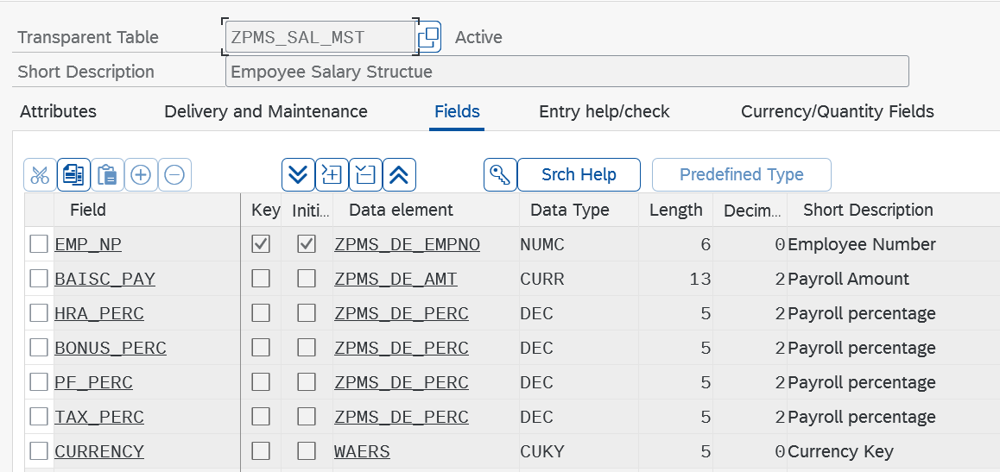 Transparent Table ZPMS_SAL_MST Active
Short Description Empoyee Salary Structue
Attributes Delivery and Maintenance Fields Entry help/check Currency/Quantity Fields
Srch Help Predefined Type
Field Key Initi... Data element Data Type Length Decim... Short Description
EMP_NP ZPMS_DE_EMPNO NUMC 6 0 Employee Number
BAISC_PAY ZPMS_DE_AMT CURR 13 2 Payroll Amount
HRA_PERC ZPMS_DE_PERC DEC 5 2 Payroll percentage
BONUS_PERC ZPMS_DE_PERC DEC 5 2 Payroll percentage
PF_PERC ZPMS_DE_PERC DEC 5 2 Payroll percentage
TAX_PERC ZPMS_DE_PERC DEC 5 2 Payroll percentage
CURRENCY WAERS CUKY 5 0 Currency Key